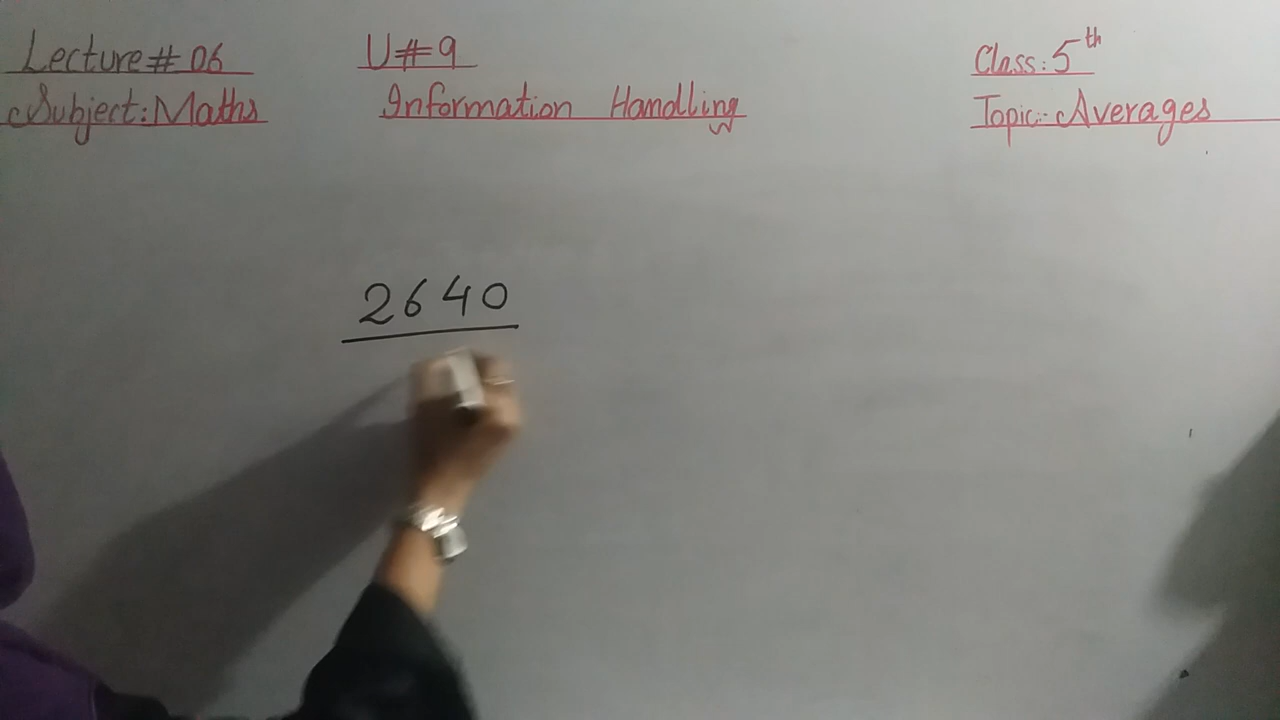 Lecture # 06
U # 9
Class: 5th
Subject: Maths
Information Handling
Topic:- Averages
2640